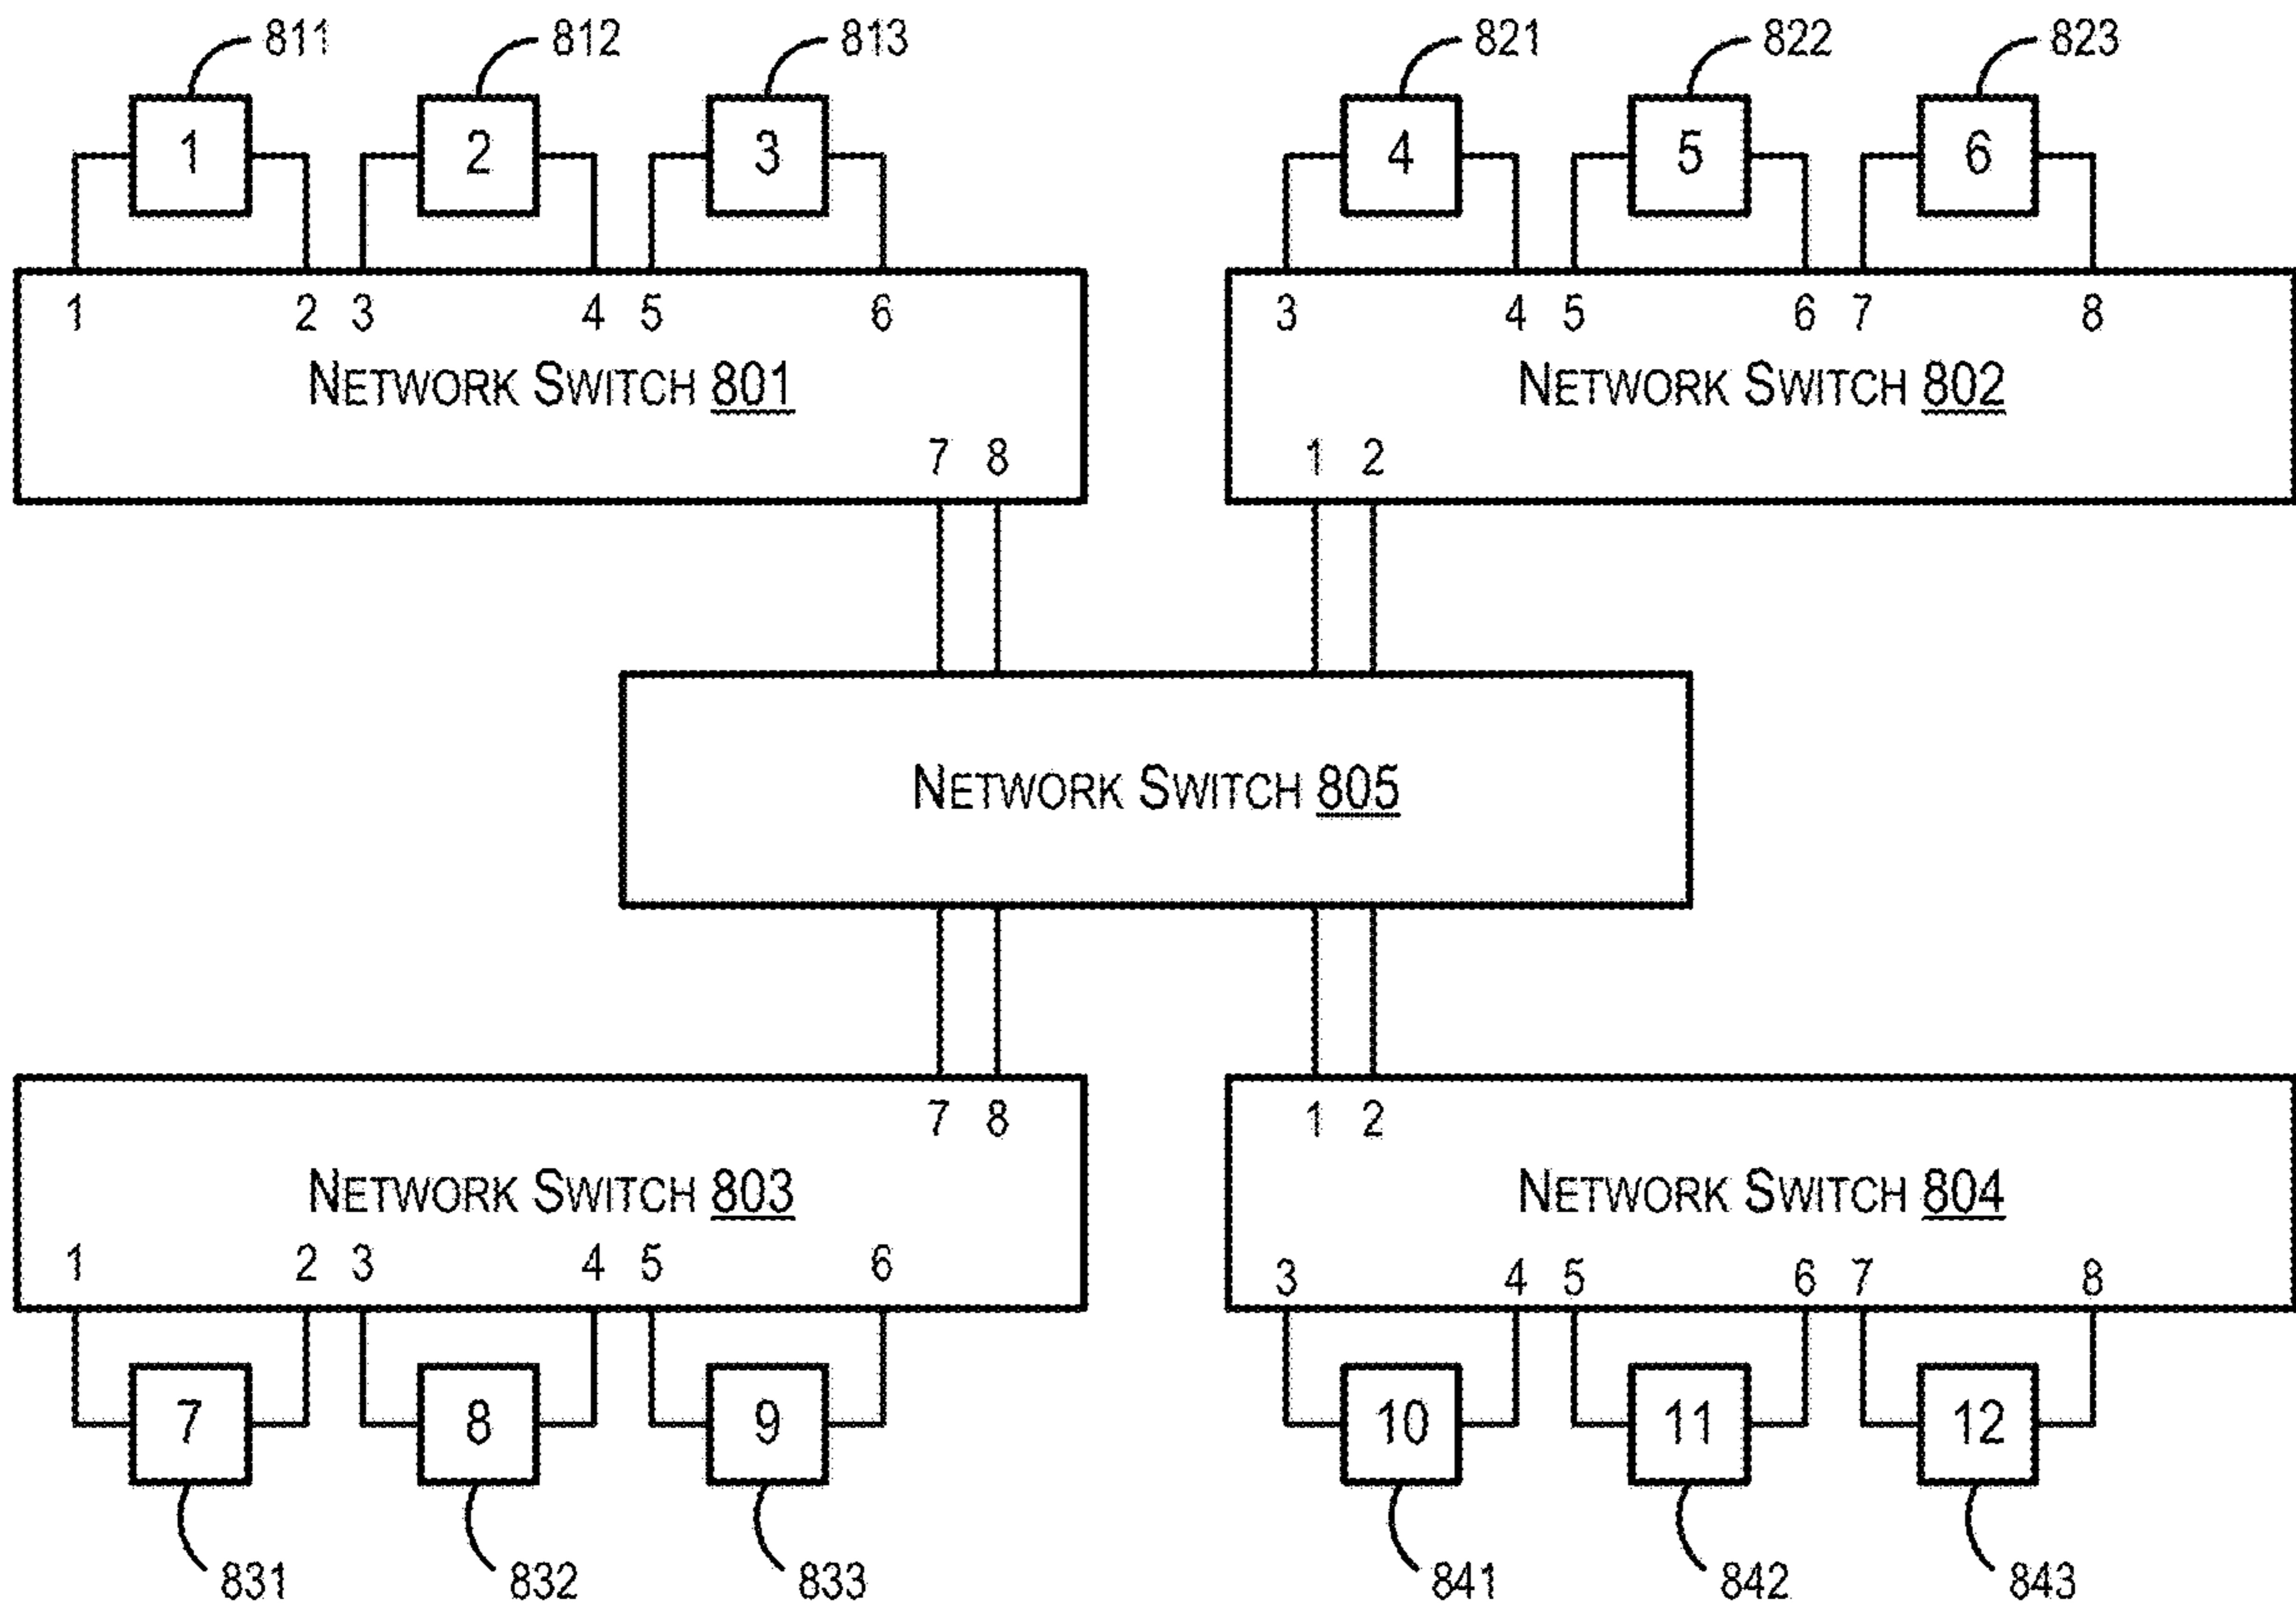 811 812 813 821 822 823
1 2 3 4 5 6
1 2 3 4 5 6 3 4 5 6 7 8
NETWORK SWITCH 801 NETWORK SWITCH 802
7 8 1 2
NETWORK SWITCH 805
7 8 1 2
NETWORK SWITCH 803 NETWORK SWITCH 804
1 2 3 4 5 6 3 4 5 6 7 8
7 8 9 10 11 12
831 832 833 841 842 843